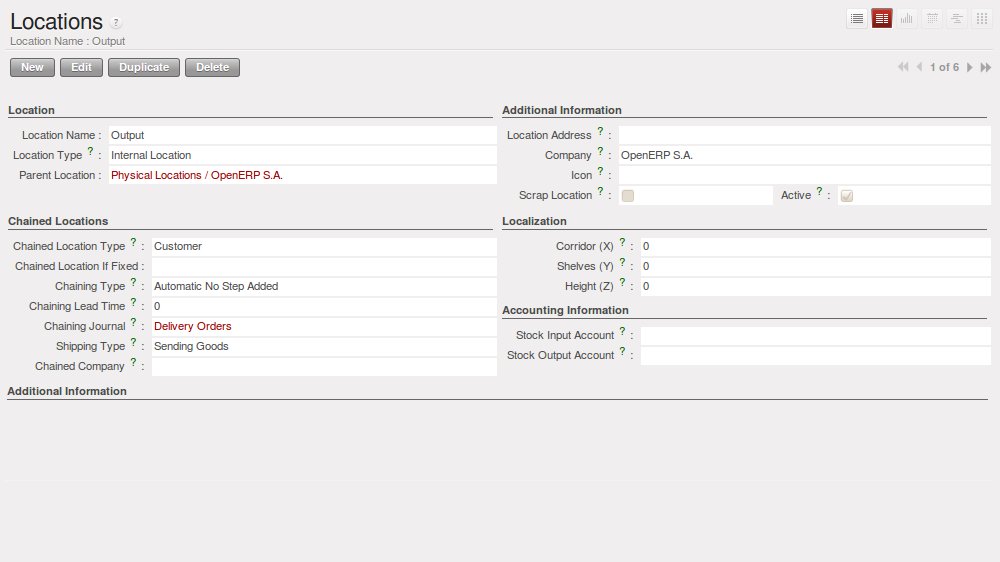 Locations ?
Location Name : Output
New Edit Duplicate Delete
1 of 6
Location
Location Name : Output
Location Type ? : Internal Location
Parent Location : Physical Locations / OpenERP S.A.
Additional Information
Location Address ? :
Company ? : OpenERP S.A.
Icon ? :
Scrap Location ? : Active ? :
Chained Locations
Chained Location Type ? : Customer
Chained Location If Fixed :
Chaining Type ? : Automatic No Step Added
Chaining Lead Time ? : 0
Chaining Journal ? : Delivery Orders
Shipping Type ? : Sending Goods
Chained Company ? :
Localization
Corridor (X) ? : 0
Shelves (Y) ? : 0
Height (Z) ? : 0
Accounting Information
Stock Input Account ? :
Stock Output Account ? :
Additional Information